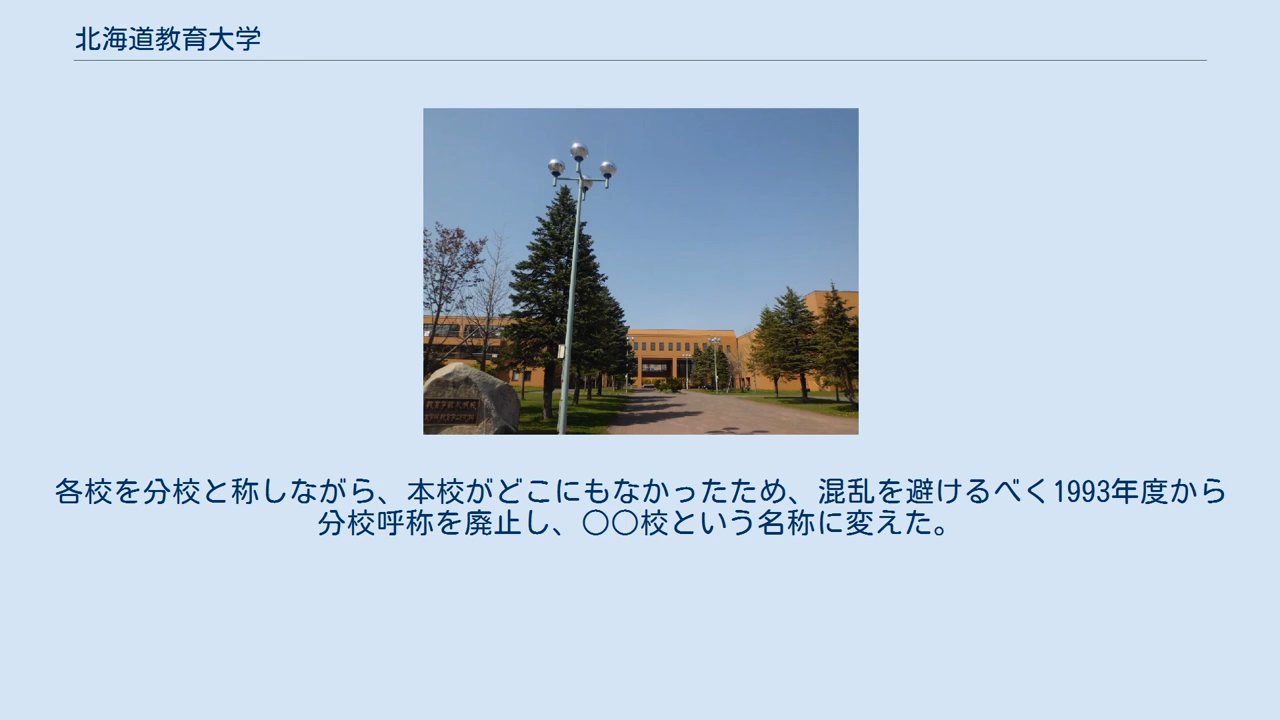 北海道教育大学
各校を分校と称しながら、本校がどこにもなかったため、混乱を避けるべく1993年度から
分校呼称を廃止し、○○校という名称に変えた。